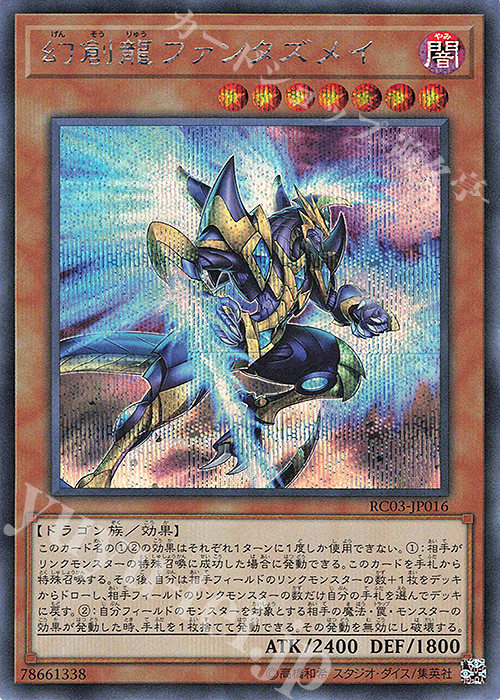 幻創龍ファンタズメイ
げん そう りゅう
闇
やみ
RC03-JP016
【ドラゴン族／効果】
このカード名の①②の効果はそれぞれ１ターンに１度しか使用できない。①：相手が
リンクモンスターの特殊召喚に成功した場合に発動できる。このカードを手札から
特殊召喚する。その後、自分は相手フィールドのリンクモンスターの数＋１枚をデッキ
からドローし、相手フィールドのリンクモンスターの数だけ自分の手札を選んでデッキ
に戻す。②：自分フィールドのモンスターを対象とする相手の魔法・罠・モンスターの
効果が発動した時、手札を１枚捨てて発動できる。その発動を無効にし破壊する。
ATK/2400 DEF/1800
78661338
©高橋和希 スタジオ・ダイス/集英社